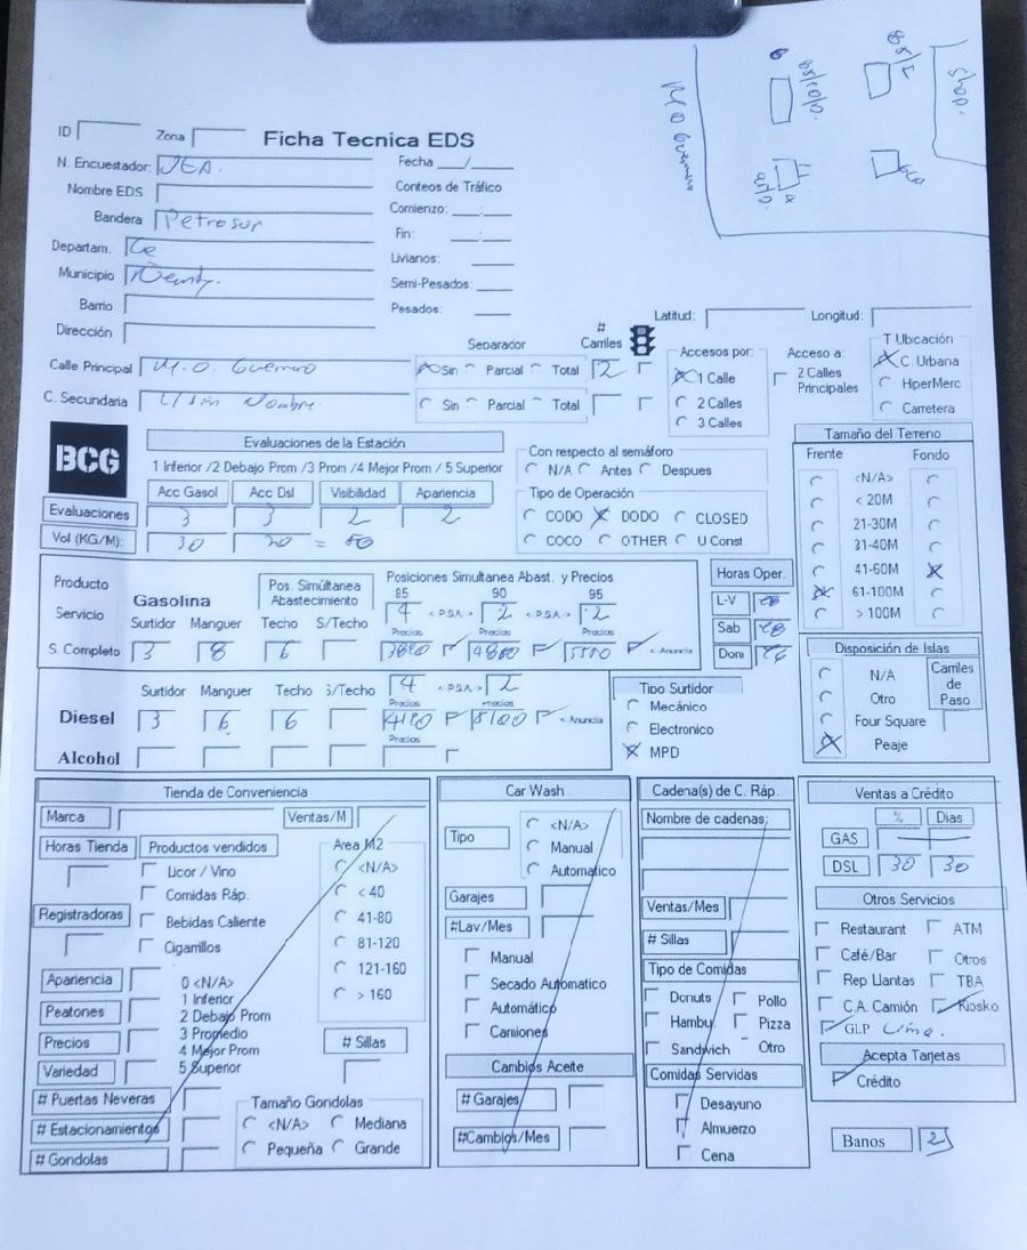 Shop.
M O Guerrero
ID Zona Ficha Tecnica EDS
N. Encuestador: Fecha __/__
Nombre EDS Conteos de Tráfico
Bandera Petrosur Comienzo: __:__
Departam. Fin: __:__
Livianos:
Municipio Semi-Pesados:
Barrio Pesados:
Latitud: Longitud:
Dirección
Separador # Carriles Accesos por: Acceso a: T Ubicación
Calle Principal M.O. Guerrero Sin Parcial Total 2 1 Calle 2 Calles Principales C Urbana
HiperMerc
C. Secundaria Sin Nombre Sin Parcial Total 2 Calles Carretera
3 Calles
BCG
Evaluaciones de la Estación
1 Inferior /2 Debajo Prom /3 Prom /4 Mejor Prom / 5 Superior
Acc Gasol Acc Dsl Visibilidad Apariencia
Evaluaciones 3 3 2 2
Vol (KG/M): 30
Con respecto al semáforo
N/A Antes Despues
Tipo de Operación
CODO DODO CLOSED
COCO OTHER U Const
Tamaño del Terreno
Frente Fondo
<N/A>
< 20M
21-30M
31-40M
41-60M
61-100M
> 100M
Producto Pos. Simúltanea Abastecimiento Posiciones Simultanea Abast. y Precios
Servicio Gasolina 85 90 95
4 < P.S.A. > 2 < P.S.A. > 2
Surtidor Manguer Techo S/Techo Precios Precios Precios
S. Completo 3 8 6 4800 < Anuncia
Horas Oper.
L-V
Sab
Dom
Surtidor Manguer Techo S/Techo 4 < P.S.A. > 2
Precios Precios
Diesel 3 6 6 5100 < Anuncia
Precios
Alcohol
Tipo Surtidor
Mecánico
Electronico
MPD
Disposición de Islas
N/A Carriles de Paso
Otro
Four Square
Peaje
Tienda de Conveniencia
Marca Ventas/M
Horas Tienda Productos vendidos Area M2
Licor / Vino <N/A>
Comidas Ráp. < 40
Registradoras Bebidas Caliente 41-80
Cigarrillos 81-120
121-160
Apariencia 0 <N/A> > 160
1 Inferior
Peatones 2 Debajo Prom
3 Promedio
Precios 4 Mejor Prom # Sillas
Variedad 5 Superior
# Puertas Neveras Tamaño Gondolas
# Estacionamientos <N/A> Mediana
# Gondolas Pequeña Grande
Car Wash
Tipo <N/A>
Manual
Automatico
Garajes
#Lav/Mes
Manual
Secado Automatico
Automático
Camiones
Cambios Aceite
# Garajes
#Cambios/Mes
Cadena(s) de C. Ráp.
Nombre de cadenas:
Ventas/Mes
# Sillas
Tipo de Comidas
Donuts Pollo
Hambu. Pizza
Sandwich Otro
Comidas Servidas
Desayuno
Almuerzo
Cena
Ventas a Crédito
% Dias
GAS
DSL 30 30
Otros Servicios
Restaurant ATM
Café/Bar Otros
Rep Llantas TBA
C.A. Camión Kiosko
GLP
Acepta Tarjetas
Crédito
Banos 2